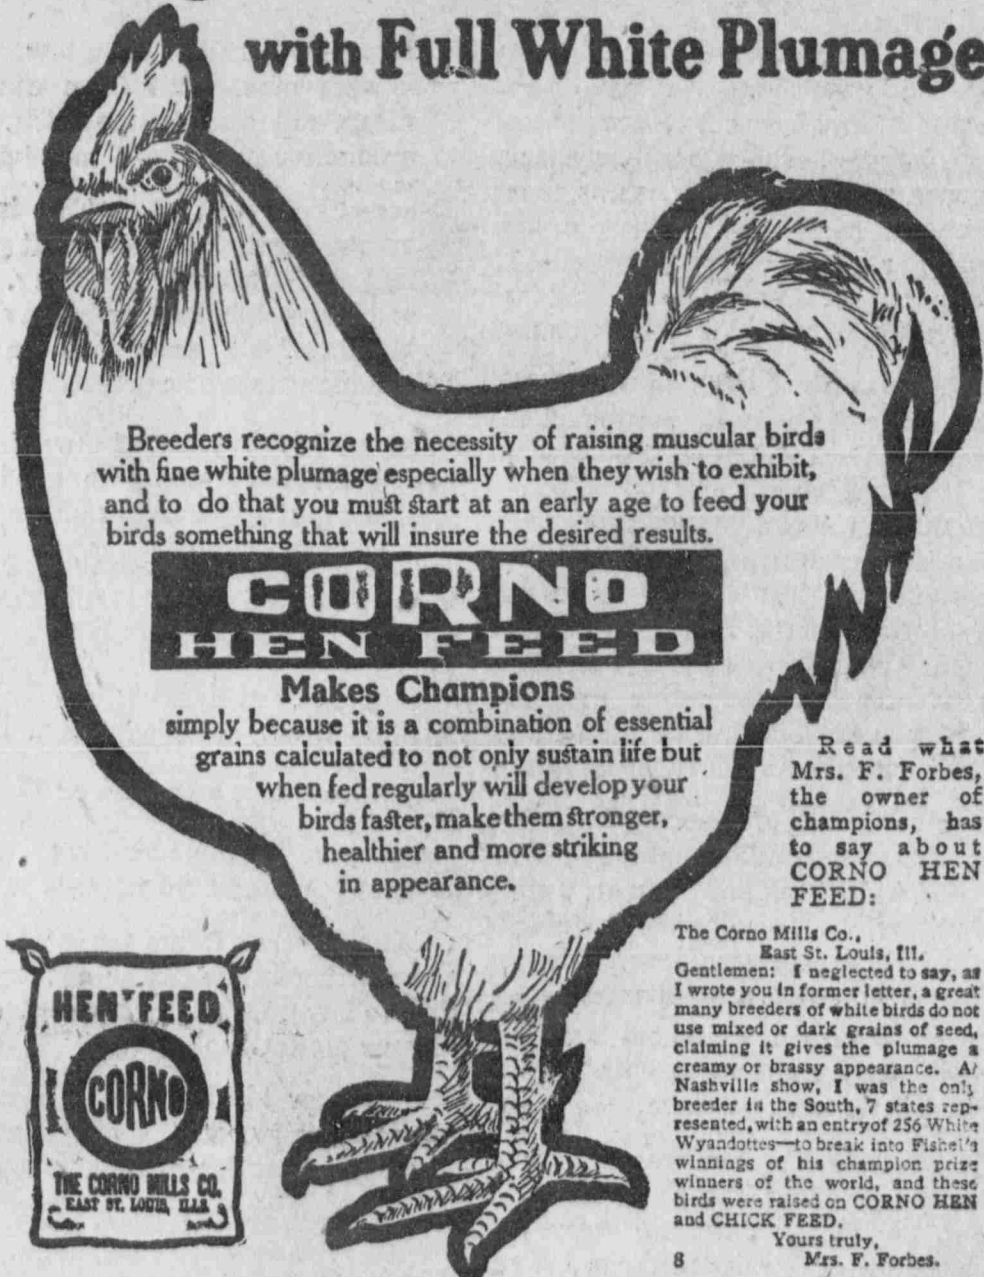 with Full White Plumage
Breeders recognize the necessity of raising muscular birds
with fine white plumage especially when they wish to exhibit,
and to do that you must start at an early age to feed your
birds something that will insure the desired results.
CORNO
HEN FEED
Makes Champions
simply because it is a combination of essential
grains calculated to not only sustain life but
when fed regularly will develop your
birds faster, make them stronger,
healthier and more striking
in appearance.
Read what
Mrs. F. Forbes,
the owner of
champions, has
to say about
CORNO HEN
FEED:
The Corno Mills Co.,
East St. Louis, Ill.
Gentlemen: I neglected to say, as
I wrote you in former letter, a great
many breeders of white birds do not
use mixed or dark grains of seed,
claiming it gives the plumage a
creamy or brassy appearance. At
Nashville show, I was the only
breeder in the South, 7 states rep-
resented, with an entry of 256 White
Wyandottes—to break into Fishel's
winnings of his champion prize
winners of the world, and these
birds were raised on CORNO HEN
and CHICK FEED.
Yours truly,
8 Mrs. F. Forbes.
HEN FEED
CORNO
THE CORNO MILLS CO.
EAST ST. LOUIS, ILLS.